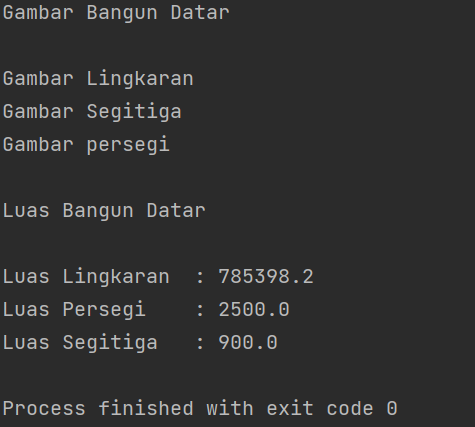 Gambar Bangun Datar
Gambar Lingkaran
Gambar Segitiga
Gambar persegi
Luas Bangun Datar
Luas Lingkaran  : 785398.2
Luas Persegi    : 2500.0
Luas Segitiga   : 900.0
Process finished with exit code 0